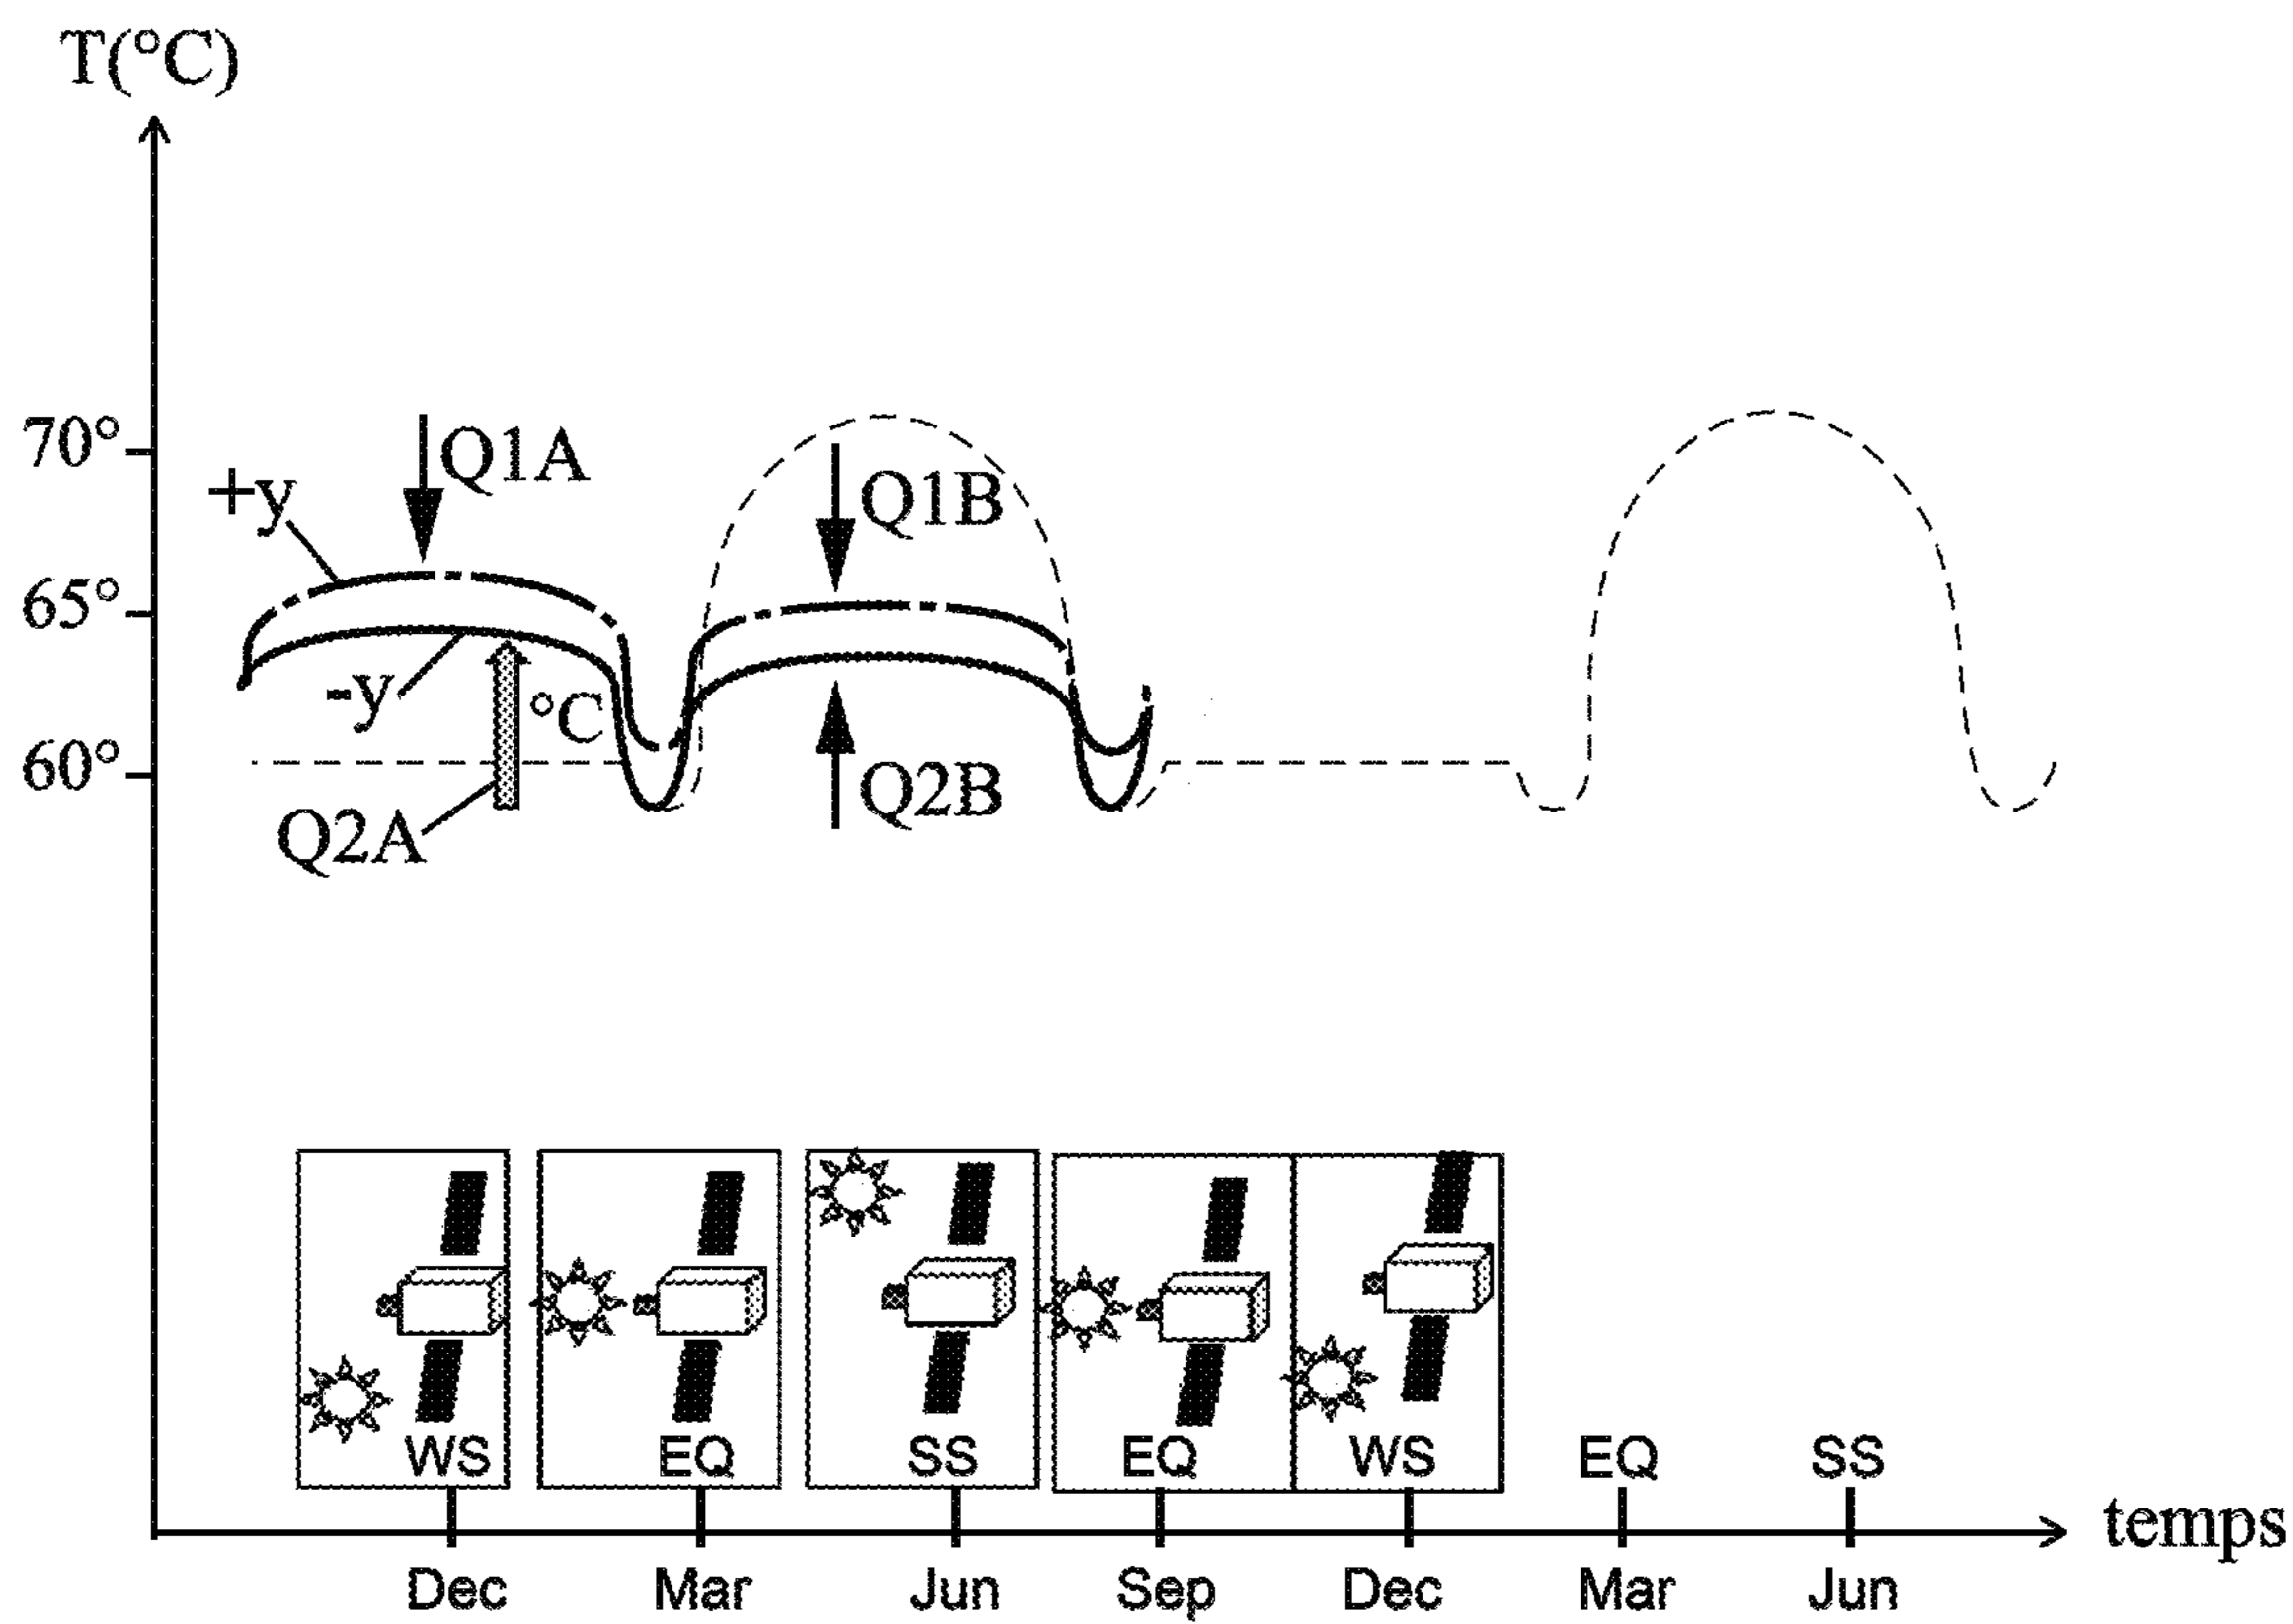 T(°C)
70°
Q1A
Q1B
+y
65°
-y
°C
60°
Q2A
Q2B
WS EQ SS EQ WS EQ SS
temps
Dec Mar Jun Sep Dec Mar Jun